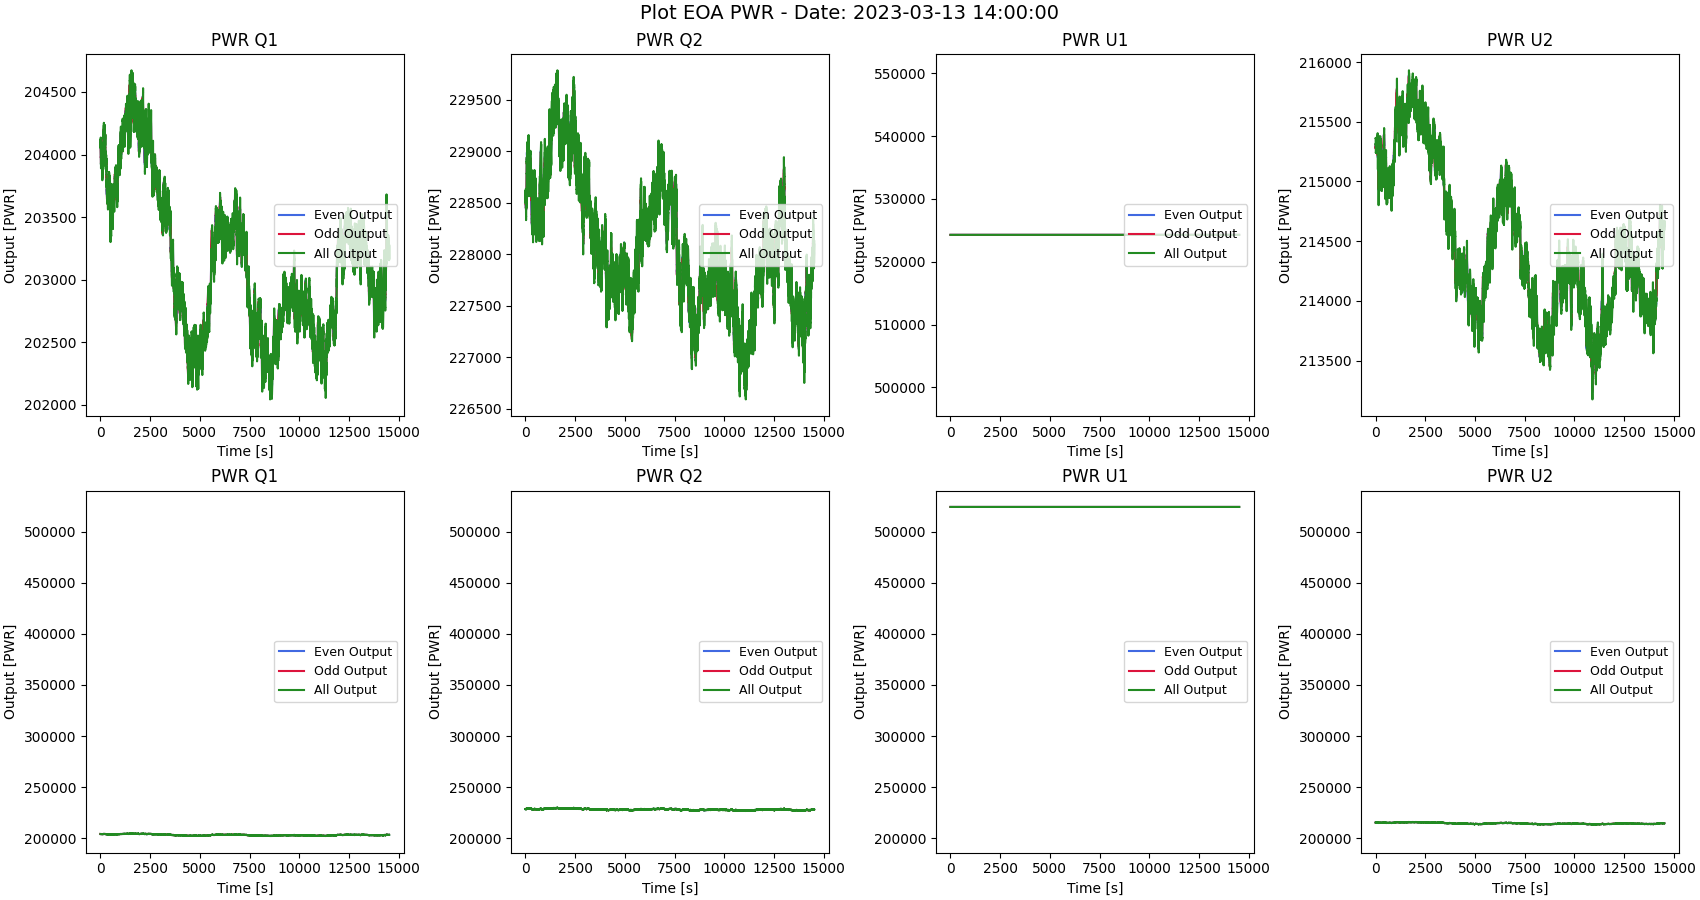 Plot EOA PWR - Date: 2023-03-13 14:00:00
PWR Q1
204500
204000
203500
203000
202500
202000
Output [PWR]
0 2500 5000 7500 10000 12500 15000
Time [s]
Even Output
Odd Output
All Output
PWR Q2
229500
229000
228500
228000
227500
227000
226500
Output [PWR]
0 2500 5000 7500 10000 12500 15000
Time [s]
Even Output
Odd Output
All Output
PWR U1
550000
540000
530000
520000
510000
500000
Output [PWR]
0 2500 5000 7500 10000 12500 15000
Time [s]
Even Output
Odd Output
All Output
PWR U2
216000
215500
215000
214500
214000
213500
Output [PWR]
0 2500 5000 7500 10000 12500 15000
Time [s]
Even Output
Odd Output
All Output
PWR Q1
500000
450000
400000
350000
300000
250000
200000
Output [PWR]
0 2500 5000 7500 10000 12500 15000
Time [s]
Even Output
Odd Output
All Output
PWR Q2
500000
450000
400000
350000
300000
250000
200000
Output [PWR]
0 2500 5000 7500 10000 12500 15000
Time [s]
Even Output
Odd Output
All Output
PWR U1
500000
450000
400000
350000
300000
250000
200000
Output [PWR]
0 2500 5000 7500 10000 12500 15000
Time [s]
Even Output
Odd Output
All Output
PWR U2
500000
450000
400000
350000
300000
250000
200000
Output [PWR]
0 2500 5000 7500 10000 12500 15000
Time [s]
Even Output
Odd Output
All Output